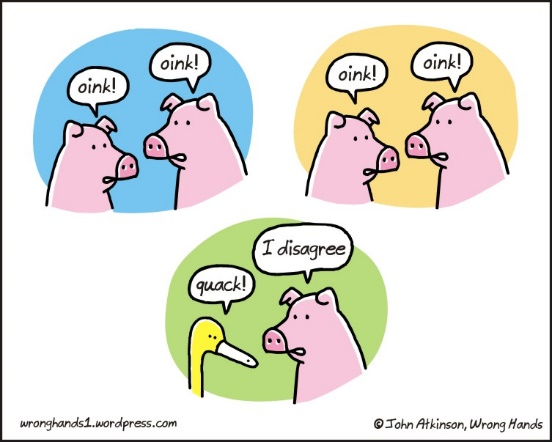 oink!
oink!
oink!
oink!
quack!
I disagree
wronghands1.wordpress.com
© John Atkinson, Wrong Hands